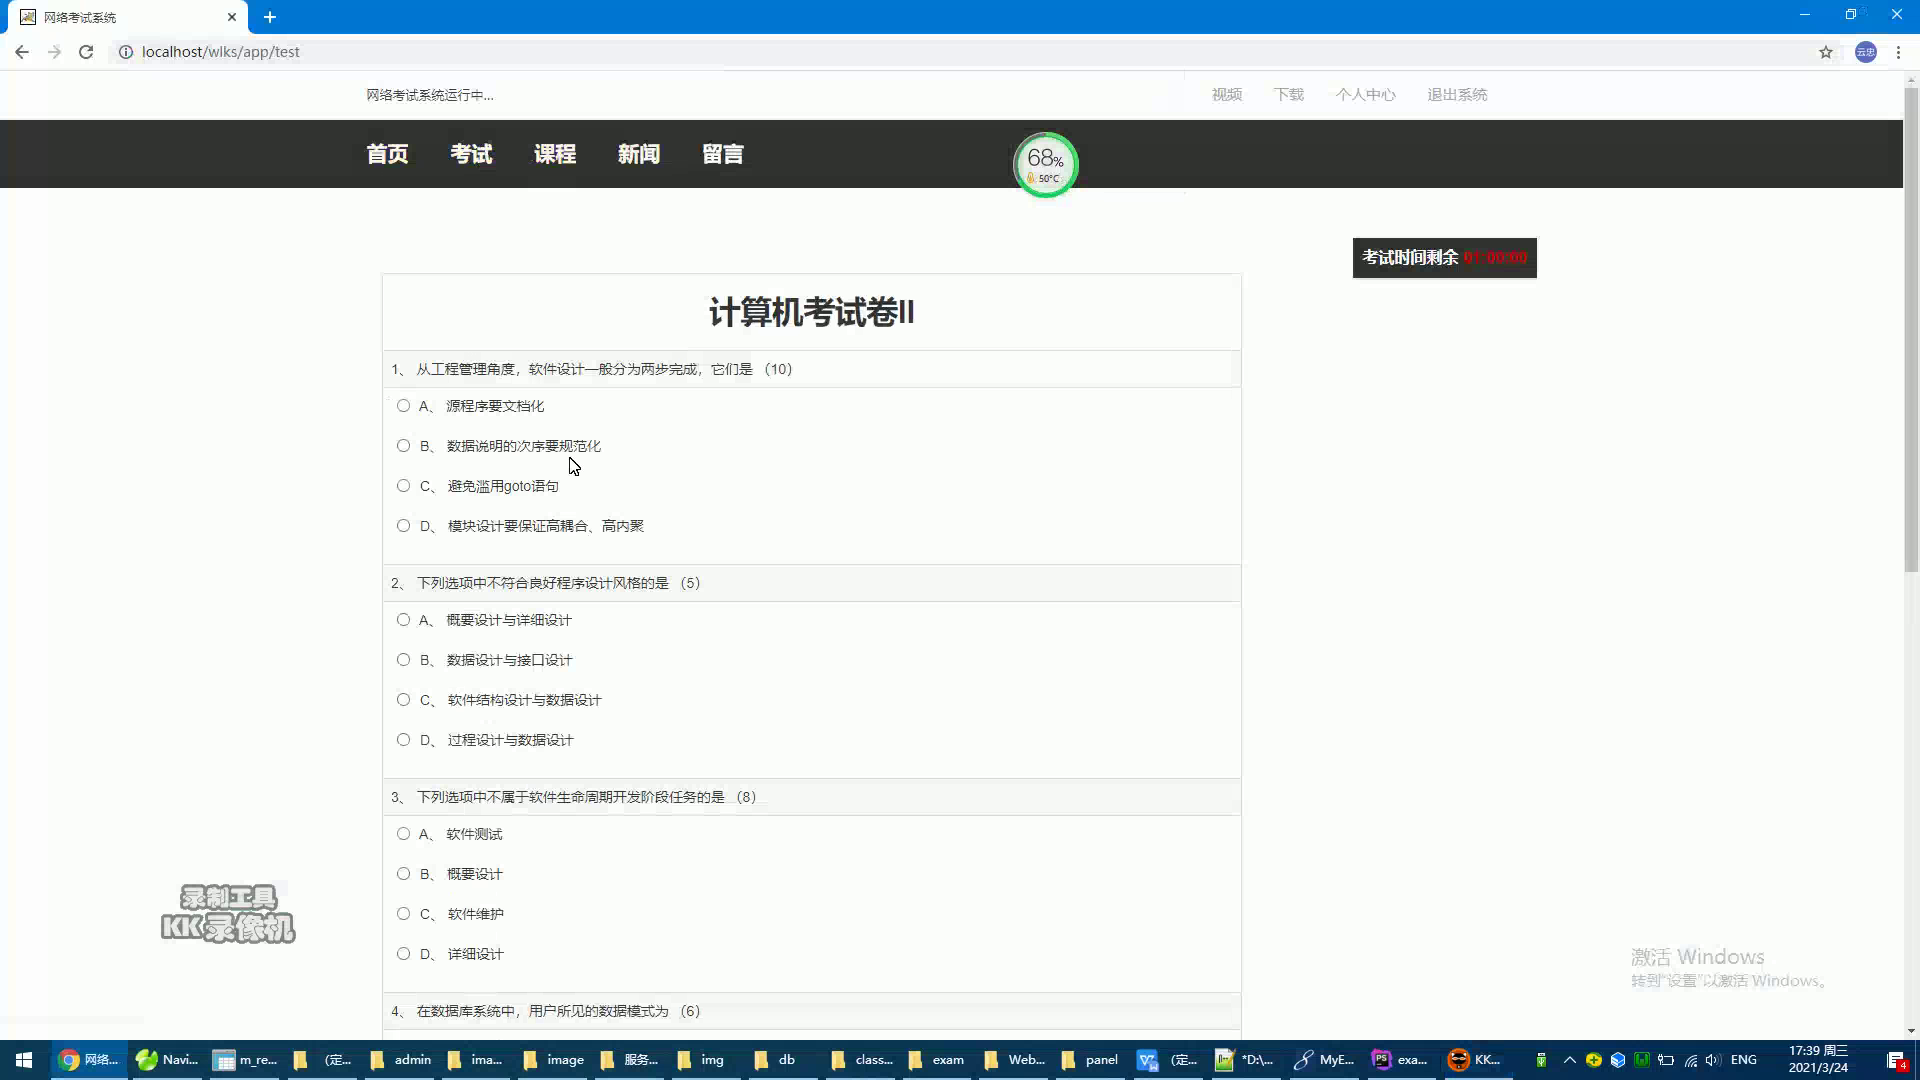 网络考试系统
localhost/wlks/app/test
云忠
网络考试系统运行中...
视频 下载 个人中心 退出系统
首页 考试 课程 新闻 留言
68%
50°C
考试时间剩余 01:00:00
计算机考试卷II
1、 从工程管理角度，软件设计一般分为两步完成，它们是 （10）
A、 源程序要文档化
B、 数据说明的次序要规范化
C、 避免滥用goto语句
D、 模块设计要保证高耦合、高内聚
2、 下列选项中不符合良好程序设计风格的是 （5）
A、 概要设计与详细设计
B、 数据设计与接口设计
C、 软件结构设计与数据设计
D、 过程设计与数据设计
3、 下列选项中不属于软件生命周期开发阶段任务的是 （8）
A、 软件测试
B、 概要设计
C、 软件维护
D、 详细设计
4、 在数据库系统中，用户所见的数据模式为 （6）
录制工具
KK录像机
激活 Windows
转到“设置”以激活 Windows。
网络... Navi... m_re... (定... admin ima... image 服务... img db class... exam Web... panel (定... *D:\... MyE... exa... KK... ENG
17:39 周三
2021/3/24
4